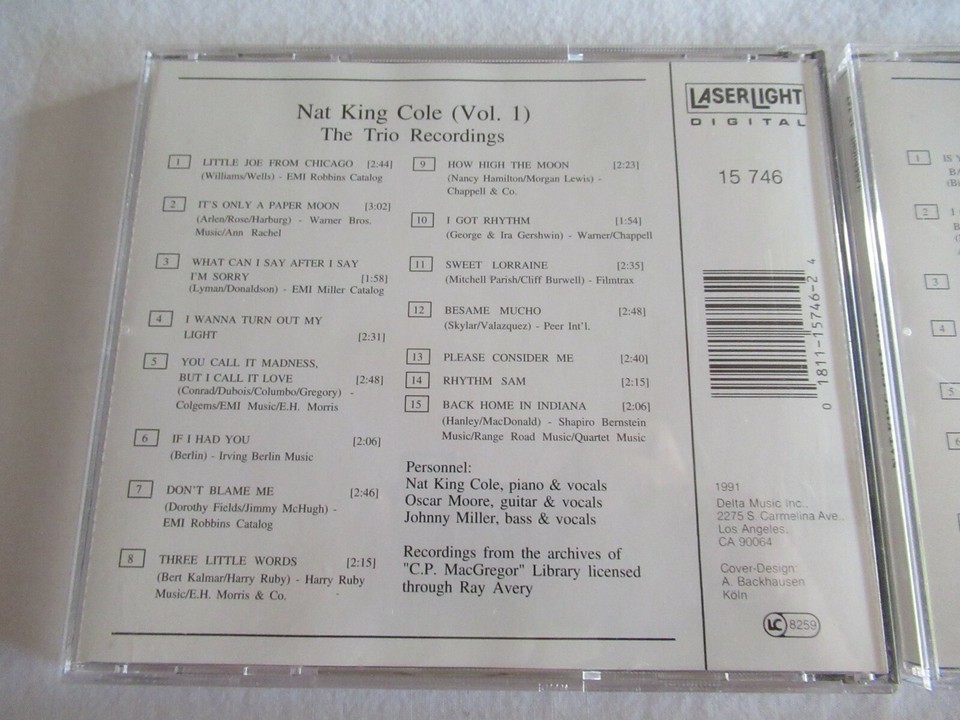 Nat King Cole (Vol. 1)
The Trio Recordings
1 LITTLE JOE FROM CHICAGO [2:44]
(Williams/Wells) - EMI Robbins Catalog
2 IT'S ONLY A PAPER MOON [3:02]
(Arlen/Rose/Harburg) - Warner Bros.
Music/Ann Rachel
3 WHAT CAN I SAY AFTER I SAY
I'M SORRY [1:58]
(Lyman/Donaldson) - EMI Miller Catalog
4 I WANNA TURN OUT MY
LIGHT [2:31]
5 YOU CALL IT MADNESS,
BUT I CALL IT LOVE [2:48]
(Conrad/Dubois/Columbo/Gregory) -
Colgems/EMI Music/E.H. Morris
6 IF I HAD YOU [2:06]
(Berlin) - Irving Berlin Music
7 DON'T BLAME ME [2:46]
(Dorothy Fields/Jimmy McHugh) -
EMI Robbins Catalog
8 THREE LITTLE WORDS [2:15]
(Bert Kalmar/Harry Ruby) - Harry Ruby
Music/E.H. Morris & Co. -
9 HOW HIGH THE MOON [2:23]
(Nancy Hamilton/Morgan Lewis) -
Chappell & Co.
10 I GOT RHYTHM [1:54]
(George & Ira Gershwin) - Warner/Chappell
11 SWEET LORRAINE [2:35]
(Mitchell Parish/Cliff Burwell) - Filmtrax
12 BESAME MUCHO [2:48]
(Skylar/Valazquez) - Peer Int'l.
13 PLEASE CONSIDER ME [2:40]
14 RHYTHM SAM [2:15]
15 BACK HOME IN INDIANA [2:06]
(Hanley/MacDonald) - Shapiro Bernstein
Music/Range Road Music/Quartet Music
Personnel:
Nat King Cole, piano & vocals
Oscar Moore, guitar & vocals
Johnny Miller, bass & vocals
Recordings from the archives of
"C.P. MacGregor" Library licensed
through Ray Avery
LASERLIGHT
DIGITAL
15 746
0 1811-15746-2 4
1991
Delta Music Inc.,
2275 S. Carmelina Ave.
Los Angeles,
CA 90064
Cover-Design:
A. Backhausen
Köln
LC 8259
1
2
3
4
5
6